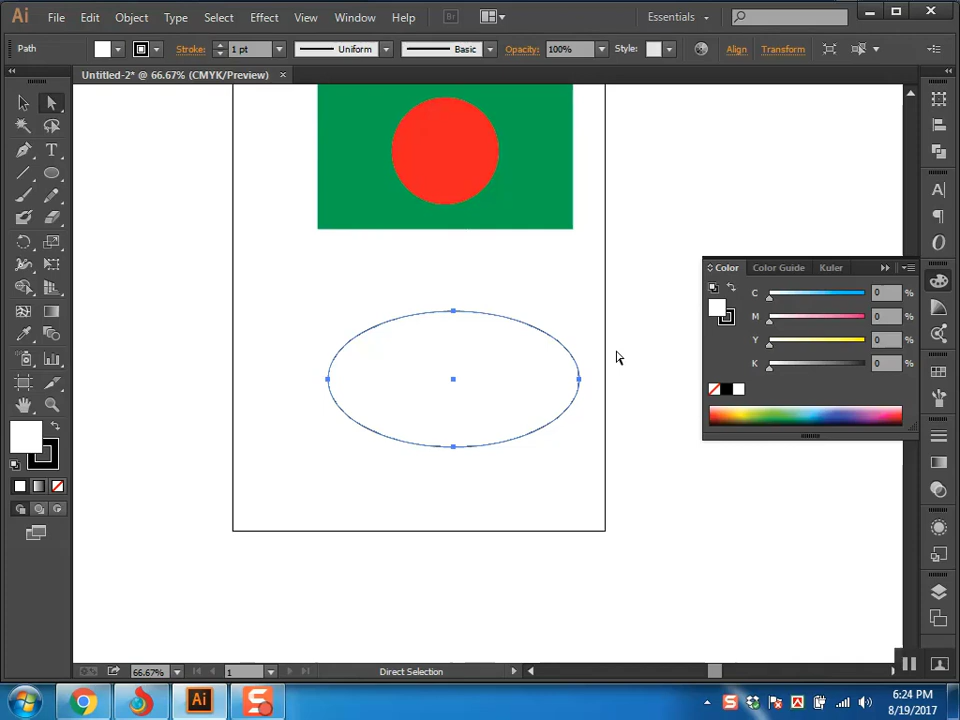 Ai File Edit Object Type Select Effect View Window Help Br Essentials
Path Stroke: 1 pt Uniform Basic Opacity: 100% Style: Align Transform
Untitled-2* @ 66.67% (CMYK/Preview) ×
Color Color Guide Kuler
C 0 %
M 0 %
Y 0 %
K 0 %
66.67% 1 Direct Selection
Ai S
6:24 PM
8/19/2017